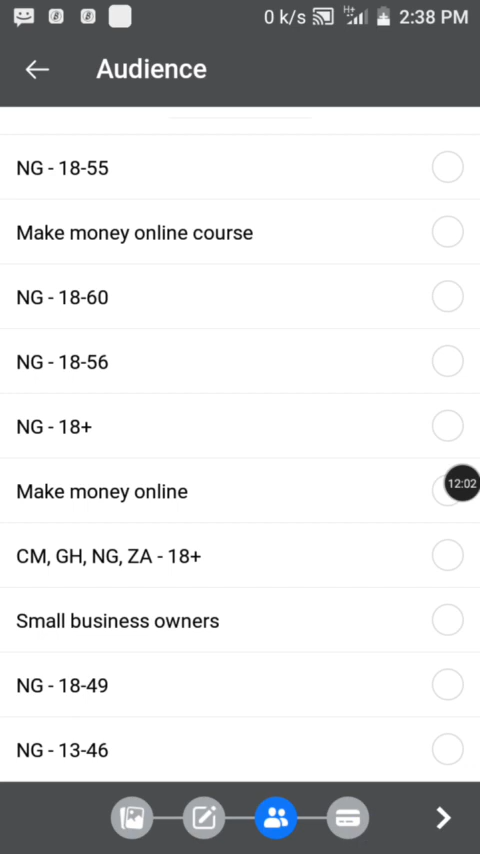 0 k/s H+ 2:38 PM
Audience
NG - 18-55
Make money online course
NG - 18-60
NG - 18-56
NG - 18+
Make money online
12:02
CM, GH, NG, ZA - 18+
Small business owners
NG - 18-49
NG - 13-46